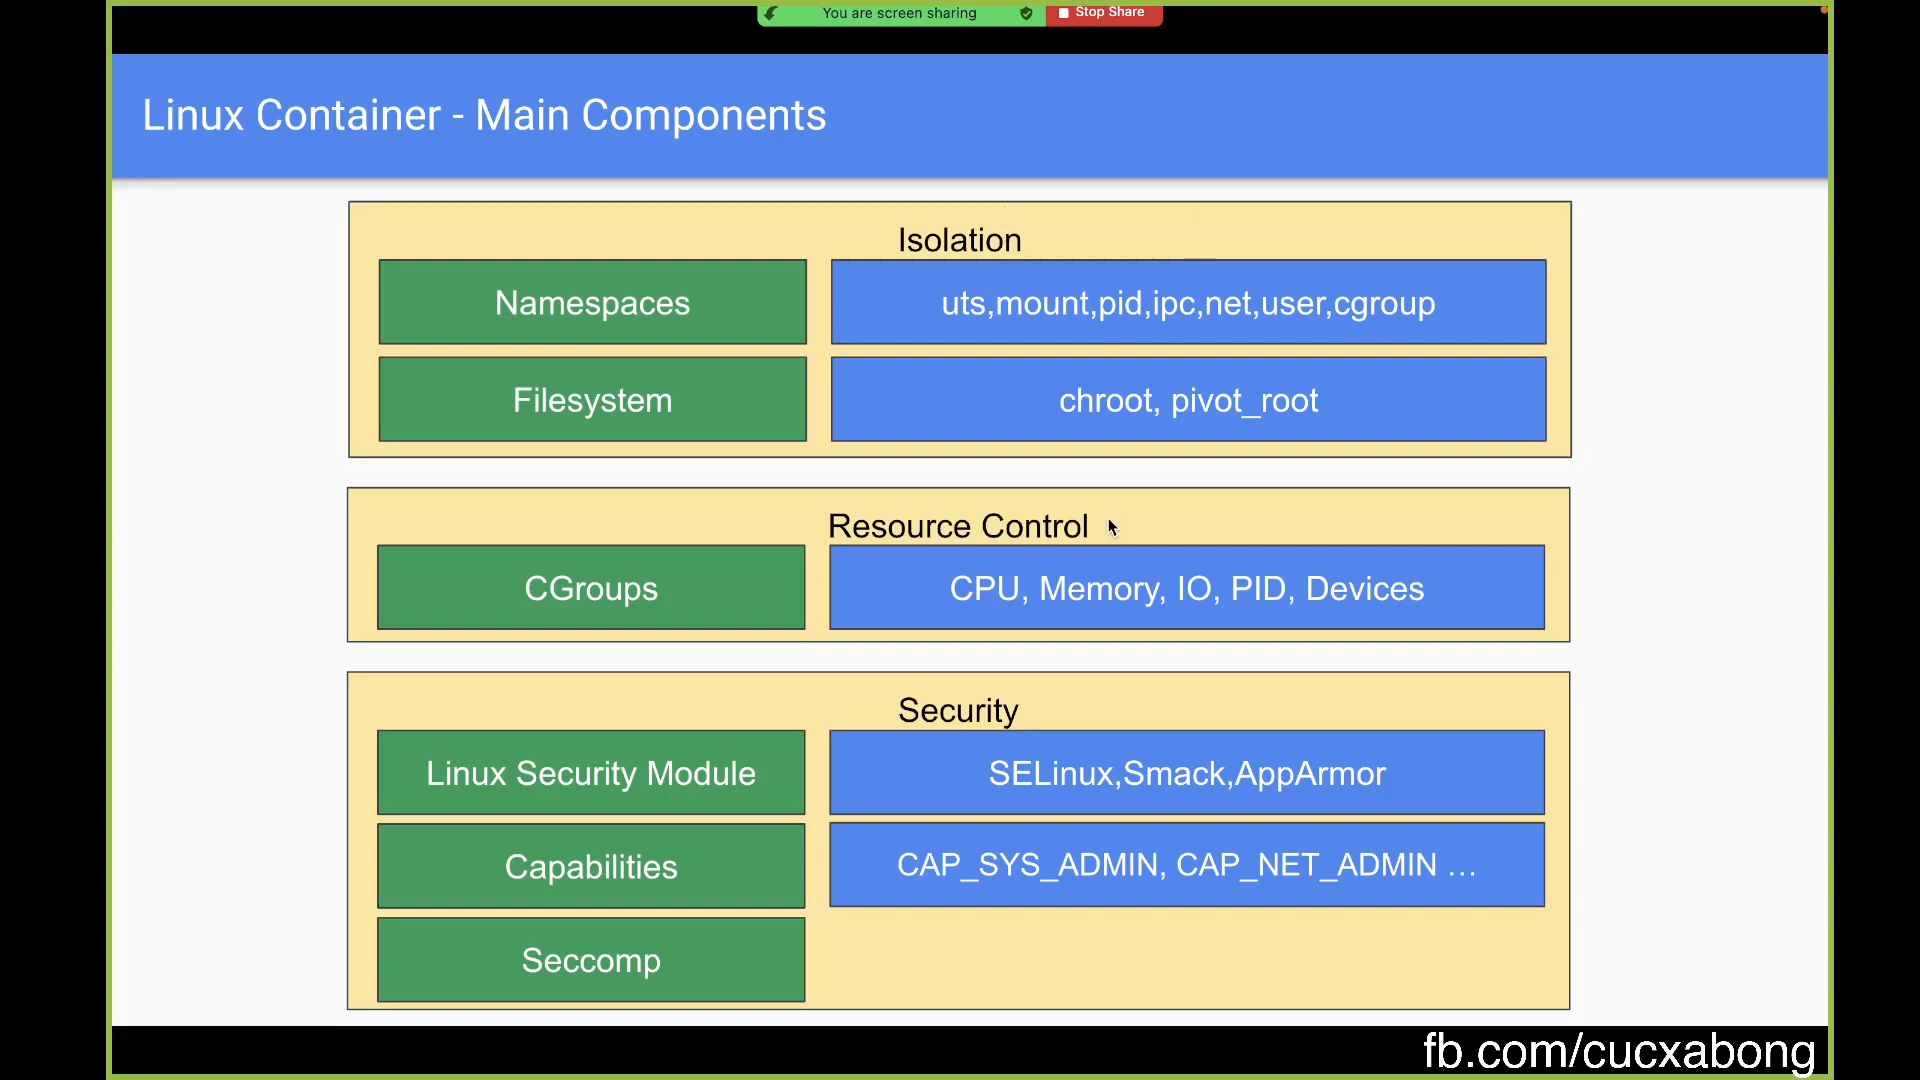 You are screen sharing
Stop Share
Linux Container - Main Components
Isolation
Namespaces
uts,mount,pid,ipc,net,user,cgroup
Filesystem
chroot, pivot_root
Resource Control
CGroups
CPU, Memory, IO, PID, Devices
Security
Linux Security Module
SELinux,Smack,AppArmor
Capabilities
CAP_SYS_ADMIN, CAP_NET_ADMIN …
Seccomp
fb.com/cucxabong